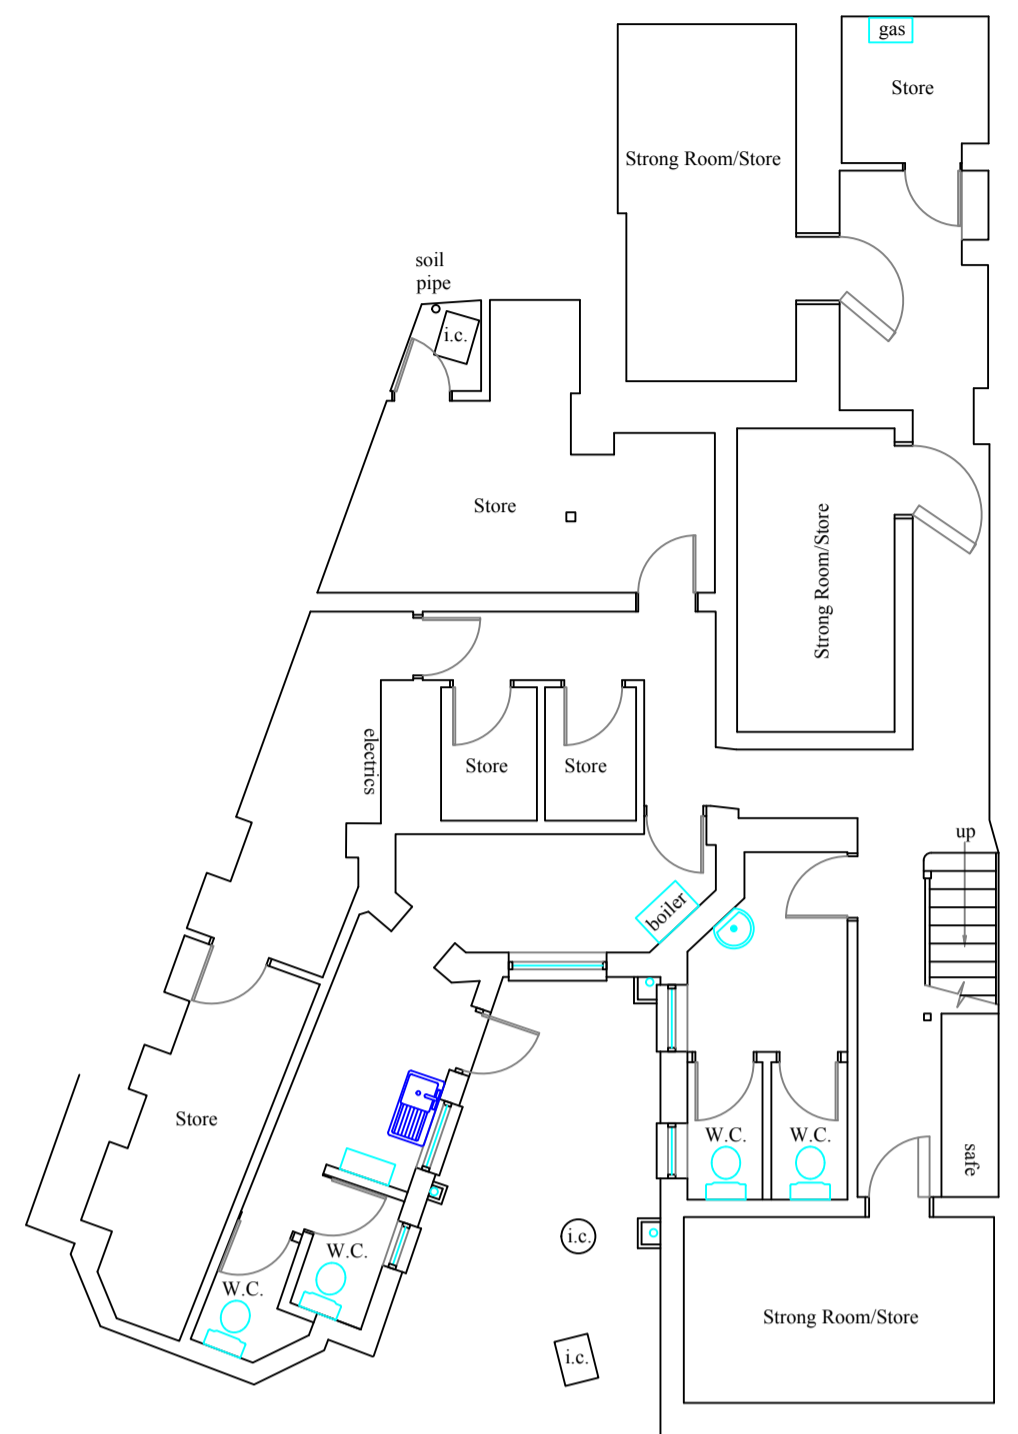 gas
Store
Strong Room/Store
soil
pipe
i.c.
Store
Strong Room/Store
electrics
Store
Store
up
boiler
Store
W.C.
W.C.
safe
i.c.
W.C.
W.C.
Strong Room/Store
i.c.